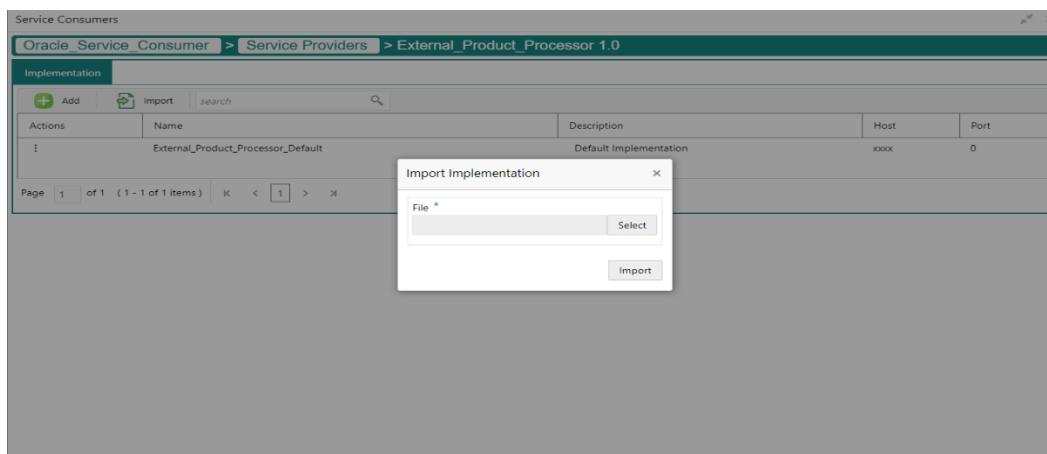 Service Consumers
Oracle_Service_Consumer > Service Providers > External_Product_Processor 1.0
Implementation
Add Import search
Actions Name Description Host Port
External_Product_Processor_Default Default Implementation xxxx 0
Import Implementation ×
Page 1 of 1 (1 - 1 of 1 items) K < 1 > >|
File *
Select
Import